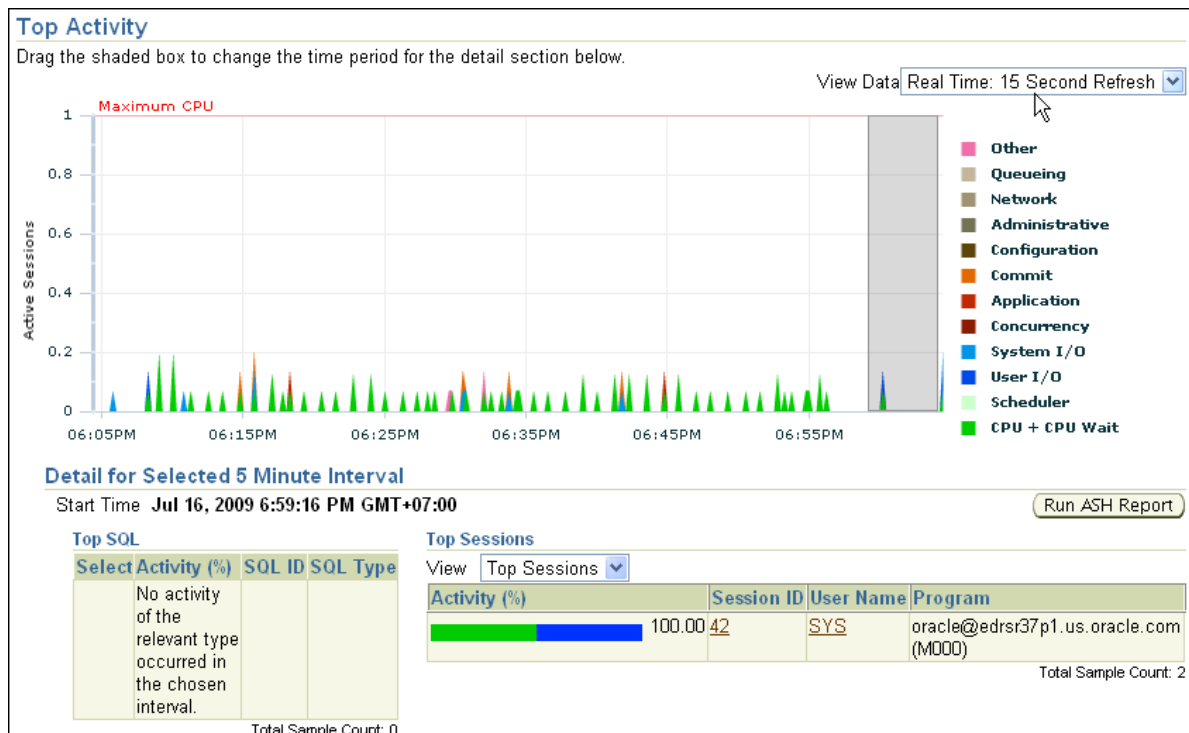 Top Activity
Drag the shaded box to change the time period for the detail section below.
View Data Real Time: 15 Second Refresh
Maximum CPU
1
0.8
0.6
0.4
0.2
0
Active Sessions
06:05PM 06:15PM 06:25PM 06:35PM 06:45PM 06:55PM
Other
Queueing
Network
Administrative
Configuration
Commit
Application
Concurrency
System I/O
User I/O
Scheduler
CPU + CPU Wait
Detail for Selected 5 Minute Interval
Start Time Jul 16, 2009 6:59:16 PM GMT+07:00
Run ASH Report
Top SQL
Select Activity (%) SQL ID SQL Type
No activity
of the
relevant type
occurred in
the chosen
interval.
Total Sample Count: 0
Top Sessions
View Top Sessions
Activity (%) Session ID User Name Program
100.00 42 SYS oracle@edrsr37p1.us.oracle.com
(M000)
Total Sample Count: 2